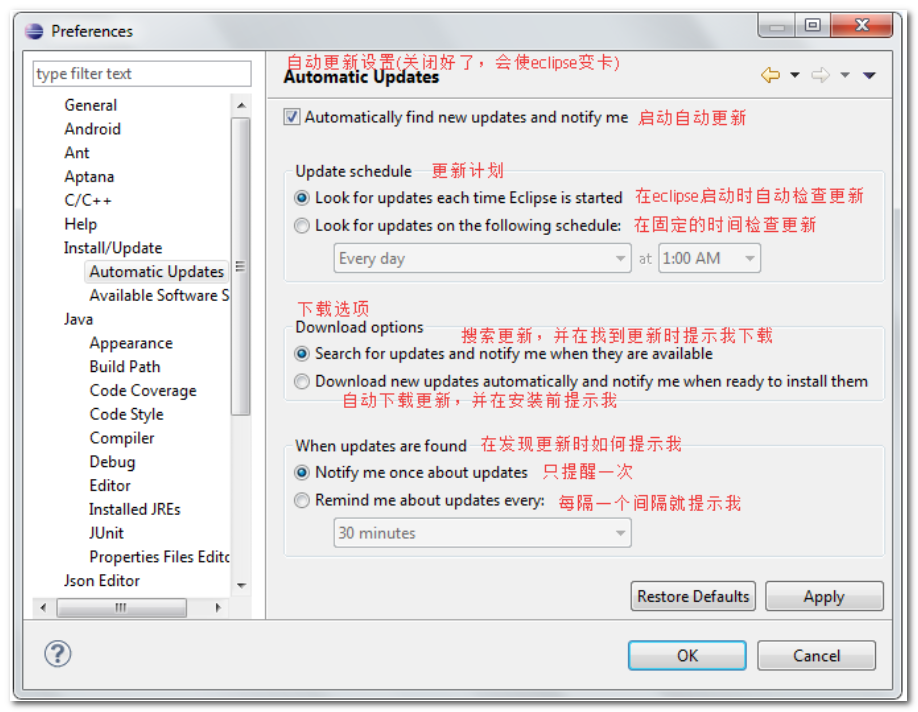 Preferences
type filter text
General
Android
Ant
Aptana
C/C++
Help
Install/Update
Automatic Updates
Available Software S
Java
Appearance
Build Path
Code Coverage
Code Style
Compiler
Debug
Editor
Installed JREs
JUnit
Properties Files Edito
Json Editor
自动更新设置(关闭好了，会使eclipse变卡)
Automatic Updates
Automatically find new updates and notify me 启动自动更新
Update schedule 更新计划
Look for updates each time Eclipse is started 在eclipse启动时自动检查更新
Look for updates on the following schedule: 在固定的时间检查更新
Every day at 1:00 AM
下载选项
Download options
搜索更新，并在找到更新时提示我下载
Search for updates and notify me when they are available
Download new updates automatically and notify me when ready to install them
自动下载更新，并在安装前提示我
When updates are found 在发现更新时如何提示我
Notify me once about updates 只提醒一次
Remind me about updates every: 每隔一个间隔就提示我
30 minutes
Restore Defaults Apply
? OK Cancel